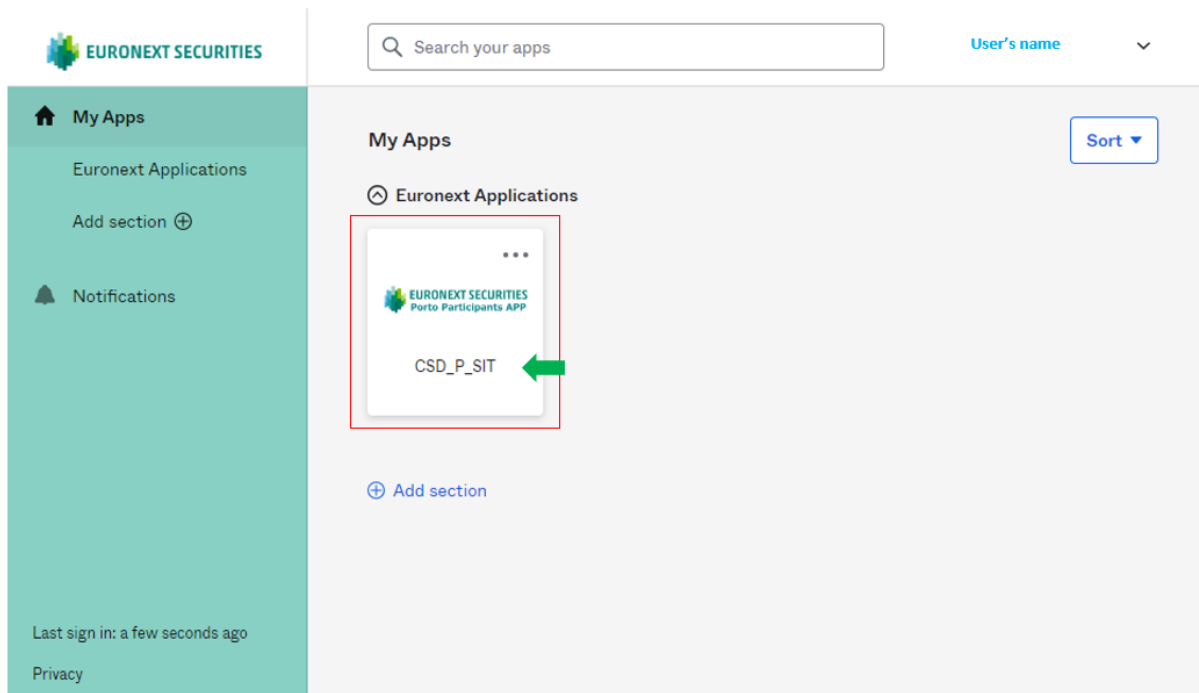 EURONEXT SECURITIES
Search your apps
User's name
My Apps
Euronext Applications
Add section
Notifications
Last sign in: a few seconds ago
Privacy
My Apps
Sort
Euronext Applications
EURONEXT SECURITIES
Porto Participants APP
CSD_P_SIT
Add section